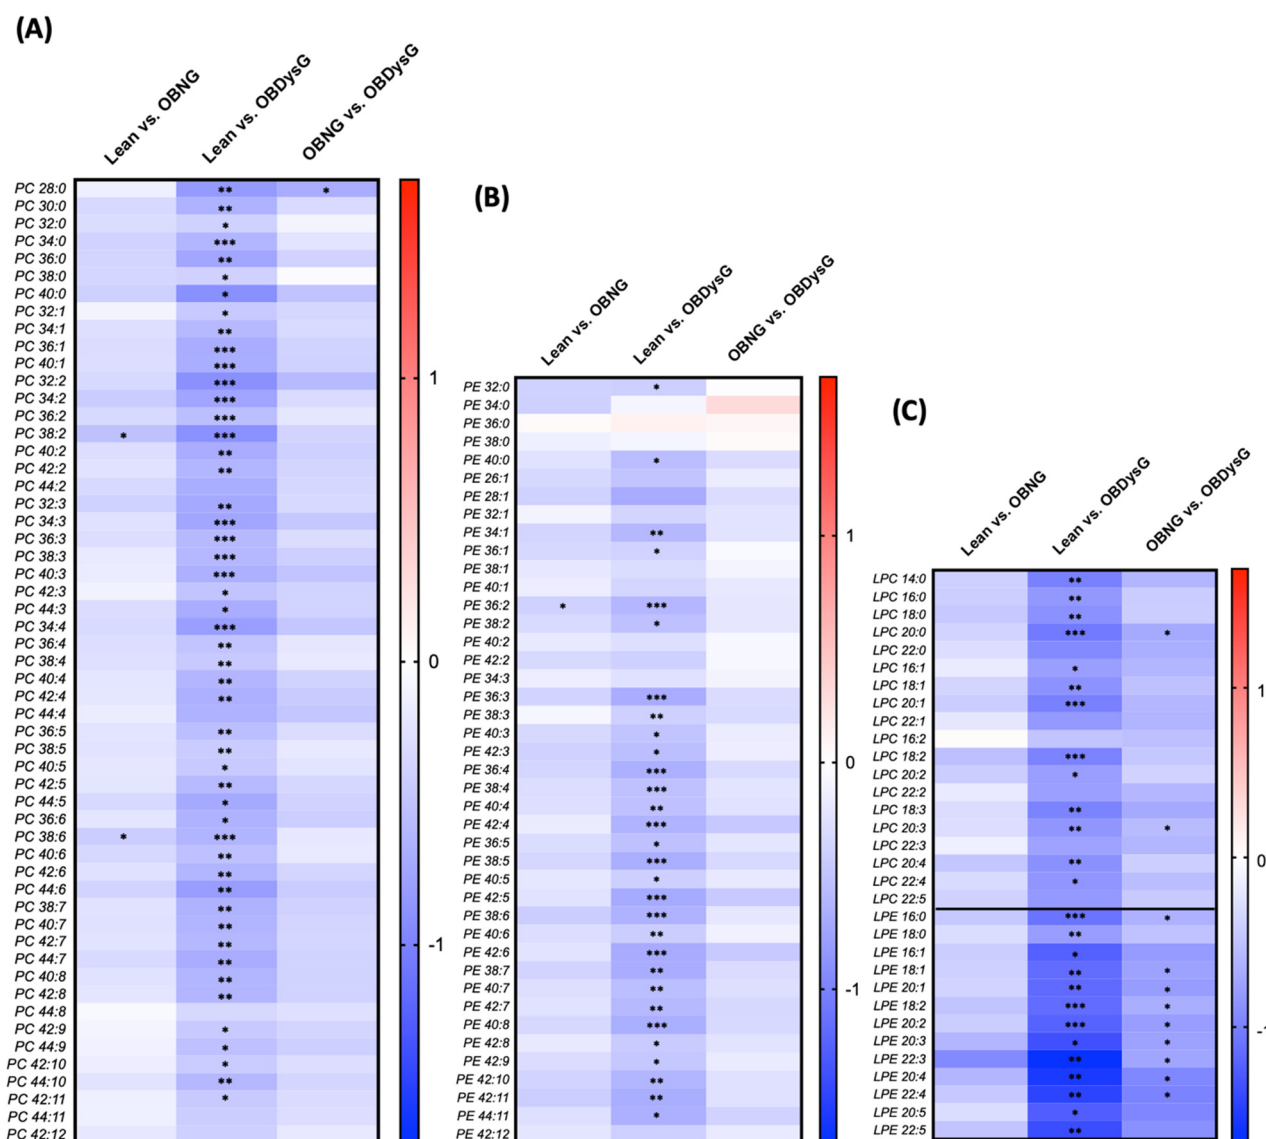 (A)
Lean vs. OBNG
Lean vs. OBDysG
OBNG vs. OBDysG
PC 28:0 ** *
PC 30:0 **
PC 32:0 *
PC 34:0 ***
PC 36:0 **
PC 38:0 *
PC 40:0 *
PC 32:1 *
PC 34:1 **
PC 36:1 ***
PC 40:1 ***
PC 32:2 ***
PC 34:2 ***
PC 36:2 ***
PC 38:2 * ***
PC 40:2 **
PC 42:2 **
PC 44:2
PC 32:3 **
PC 34:3 ***
PC 36:3 ***
PC 38:3 ***
PC 40:3 ***
PC 42:3 *
PC 44:3 *
PC 34:4 ***
PC 36:4 **
PC 38:4 **
PC 40:4 **
PC 42:4 **
PC 44:4
PC 36:5 **
PC 38:5 **
PC 40:5 *
PC 42:5 **
PC 44:5 *
PC 36:6 *
PC 38:6 * ***
PC 40:6 **
PC 42:6 **
PC 44:6 **
PC 38:7 **
PC 40:7 **
PC 42:7 **
PC 44:7 **
PC 40:8 **
PC 42:8 **
PC 44:8
PC 42:9 *
PC 44:9 *
PC 42:10 *
PC 44:10 **
PC 42:11 *
PC 44:11
PC 42:12
1
0
-1
(B)
Lean vs. OBNG
Lean vs. OBDysG
OBNG vs. OBDysG
PE 32:0 *
PE 34:0
PE 36:0
PE 38:0
PE 40:0 *
PE 26:1
PE 28:1
PE 32:1
PE 34:1 **
PE 36:1 *
PE 38:1
PE 40:1
PE 36:2 * ***
PE 38:2 *
PE 40:2
PE 42:2
PE 34:3
PE 36:3 ***
PE 38:3 **
PE 40:3 *
PE 42:3 *
PE 36:4 ***
PE 38:4 ***
PE 40:4 **
PE 42:4 ***
PE 36:5 *
PE 38:5 ***
PE 40:5 *
PE 42:5 ***
PE 38:6 ***
PE 40:6 **
PE 42:6 ***
PE 38:7 **
PE 40:7 **
PE 42:7 **
PE 40:8 ***
PE 42:8 *
PE 42:9 *
PE 42:10 **
PE 42:11 **
PE 44:11 *
PE 42:12
1
0
-1
(C)
Lean vs. OBNG
Lean vs. OBDysG
OBNG vs. OBDysG
LPC 14:0 **
LPC 16:0 **
LPC 18:0 **
LPC 20:0 *** *
LPC 22:0
LPC 16:1 *
LPC 18:1 **
LPC 20:1 ***
LPC 22:1
LPC 16:2
LPC 18:2 ***
LPC 20:2 *
LPC 22:2
LPC 18:3 **
LPC 20:3 ** *
LPC 22:3
LPC 20:4 **
LPC 22:4 *
LPC 22:5
LPE 16:0 *** *
LPE 18:0 **
LPE 16:1 *
LPE 18:1 ** *
LPE 20:1 ** *
LPE 18:2 *** *
LPE 20:2 *** *
LPE 20:3 * *
LPE 22:3 ** *
LPE 20:4 ** *
LPE 22:4 ** *
LPE 20:5 *
LPE 22:5 **
1
0